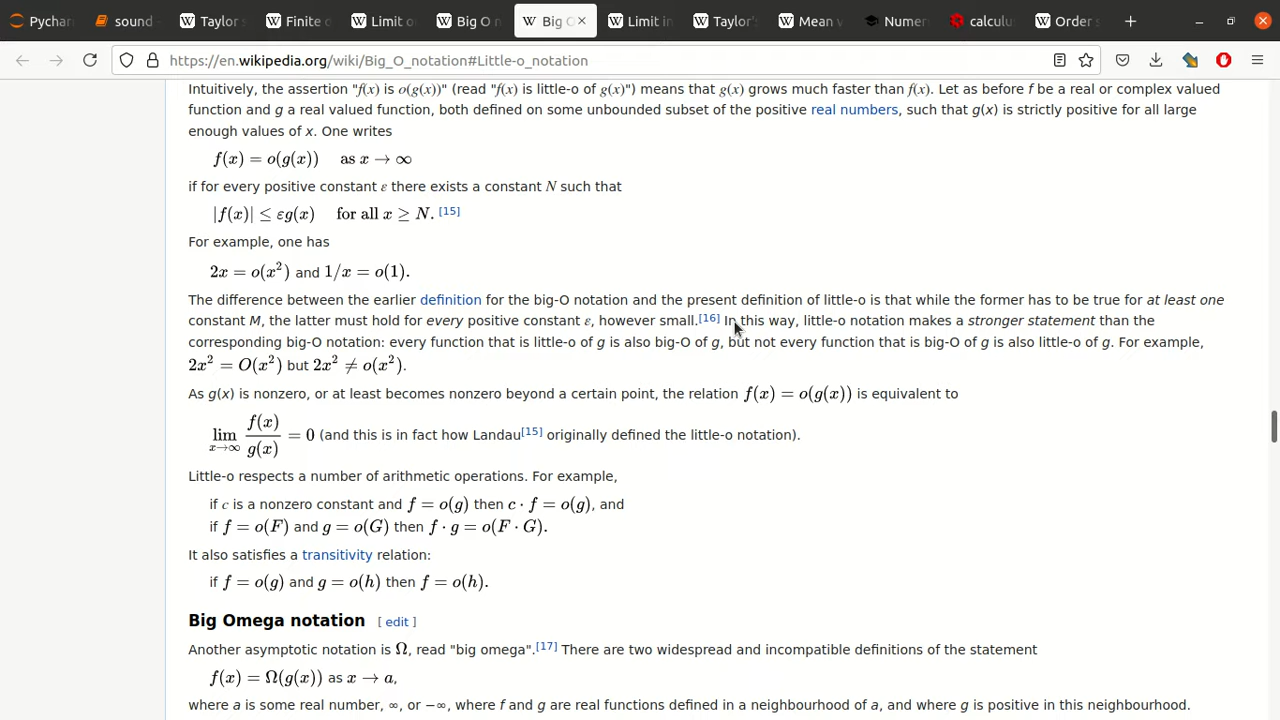 Pychar sound Taylor Finite o Limit o Big O n Big O Limit in Taylor's Mean v Numer calculu Order
https://en.wikipedia.org/wiki/Big_O_notation#Little-o_notation
Intuitively, the assertion "f(x) is o(g(x))" (read "f(x) is little-o of g(x)") means that g(x) grows much faster than f(x). Let as before f be a real or complex valued
function and g a real valued function, both defined on some unbounded subset of the positive real numbers, such that g(x) is strictly positive for all large
enough values of x. One writes
f(x) = o(g(x)) as x → ∞
if for every positive constant ε there exists a constant N such that
|f(x)| ≤ εg(x) for all x ≥ N. [15]
For example, one has
2x = o(x²) and 1/x = o(1).
The difference between the earlier definition for the big-O notation and the present definition of little-o is that while the former has to be true for at least one
constant M, the latter must hold for every positive constant ε, however small.[16] In this way, little-o notation makes a stronger statement than the
corresponding big-O notation: every function that is little-o of g is also big-O of g, but not every function that is big-O of g is also little-o of g. For example,
2x² = O(x²) but 2x² ≠ o(x²).
As g(x) is nonzero, or at least becomes nonzero beyond a certain point, the relation f(x) = o(g(x)) is equivalent to
lim x→∞ f(x)/g(x) = 0 (and this is in fact how Landau[15] originally defined the little-o notation).
Little-o respects a number of arithmetic operations. For example,
if c is a nonzero constant and f = o(g) then c · f = o(g), and
if f = o(F) and g = o(G) then f · g = o(F · G).
It also satisfies a transitivity relation:
if f = o(g) and g = o(h) then f = o(h).
Big Omega notation [ edit ]
Another asymptotic notation is Ω, read "big omega".[17] There are two widespread and incompatible definitions of the statement
f(x) = Ω(g(x)) as x → a,
where a is some real number, ∞, or −∞, where f and g are real functions defined in a neighbourhood of a, and where g is positive in this neighbourhood.